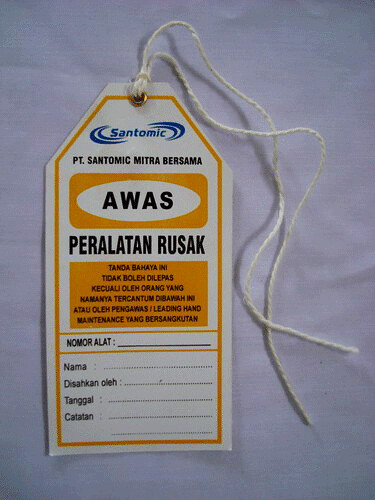 Santomic
PT. SANTOMIC MITRA BERSAMA
AWAS
PERALATAN RUSAK
TANDA BAHAYA INI
TIDAK BOLEH DILEPAS
KECUALI OLEH ORANG YANG
NAMANYA TERCANTUM DIBAWAH INI
ATAU OLEH PENGAWAS / LEADING HAND
MAINTENANCE YANG BERSANGKUTAN
NOMOR ALAT :
Nama :
Disahkan oleh :
Tanggal :
Catatan :